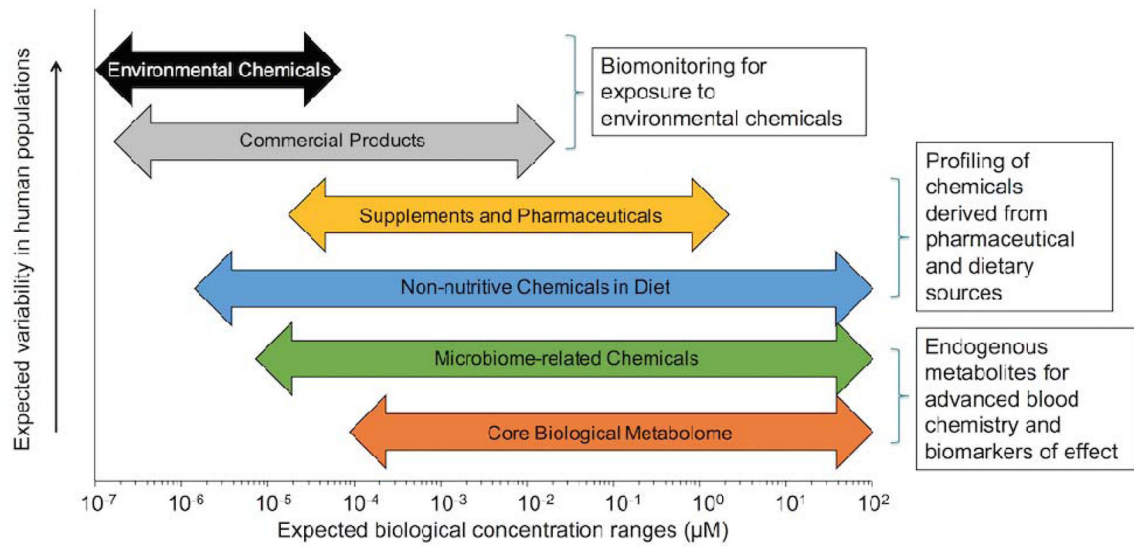 Expected variability in human populations
Environmental Chemicals
Commercial Products
Supplements and Pharmaceuticals
Non-nutritive Chemicals in Diet
Microbiome-related Chemicals
Core Biological Metabolome
Biomonitoring for
exposure to
environmental chemicals
Profiling of
chemicals
derived from
pharmaceutical
and dietary
sources
Endogenous
metabolites for
advanced blood
chemistry and
biomarkers of effect
10⁻⁷ 10⁻⁶ 10⁻⁵ 10⁻⁴ 10⁻³ 10⁻² 10⁻¹ 10⁰ 10¹ 10²
Expected biological concentration ranges (µM)